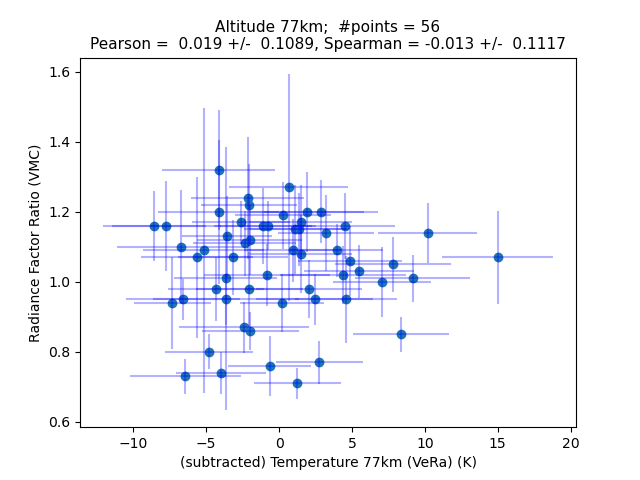 Altitude 77km;  #points = 56
Pearson =  0.019 +/-  0.1089, Spearman = -0.013 +/-  0.1117
1.6
1.4
1.2
1.0
0.8
0.6
Radiance Factor Ratio (VMC)
−10 −5 0 5 10 15 20
(subtracted) Temperature 77km (VeRa) (K)